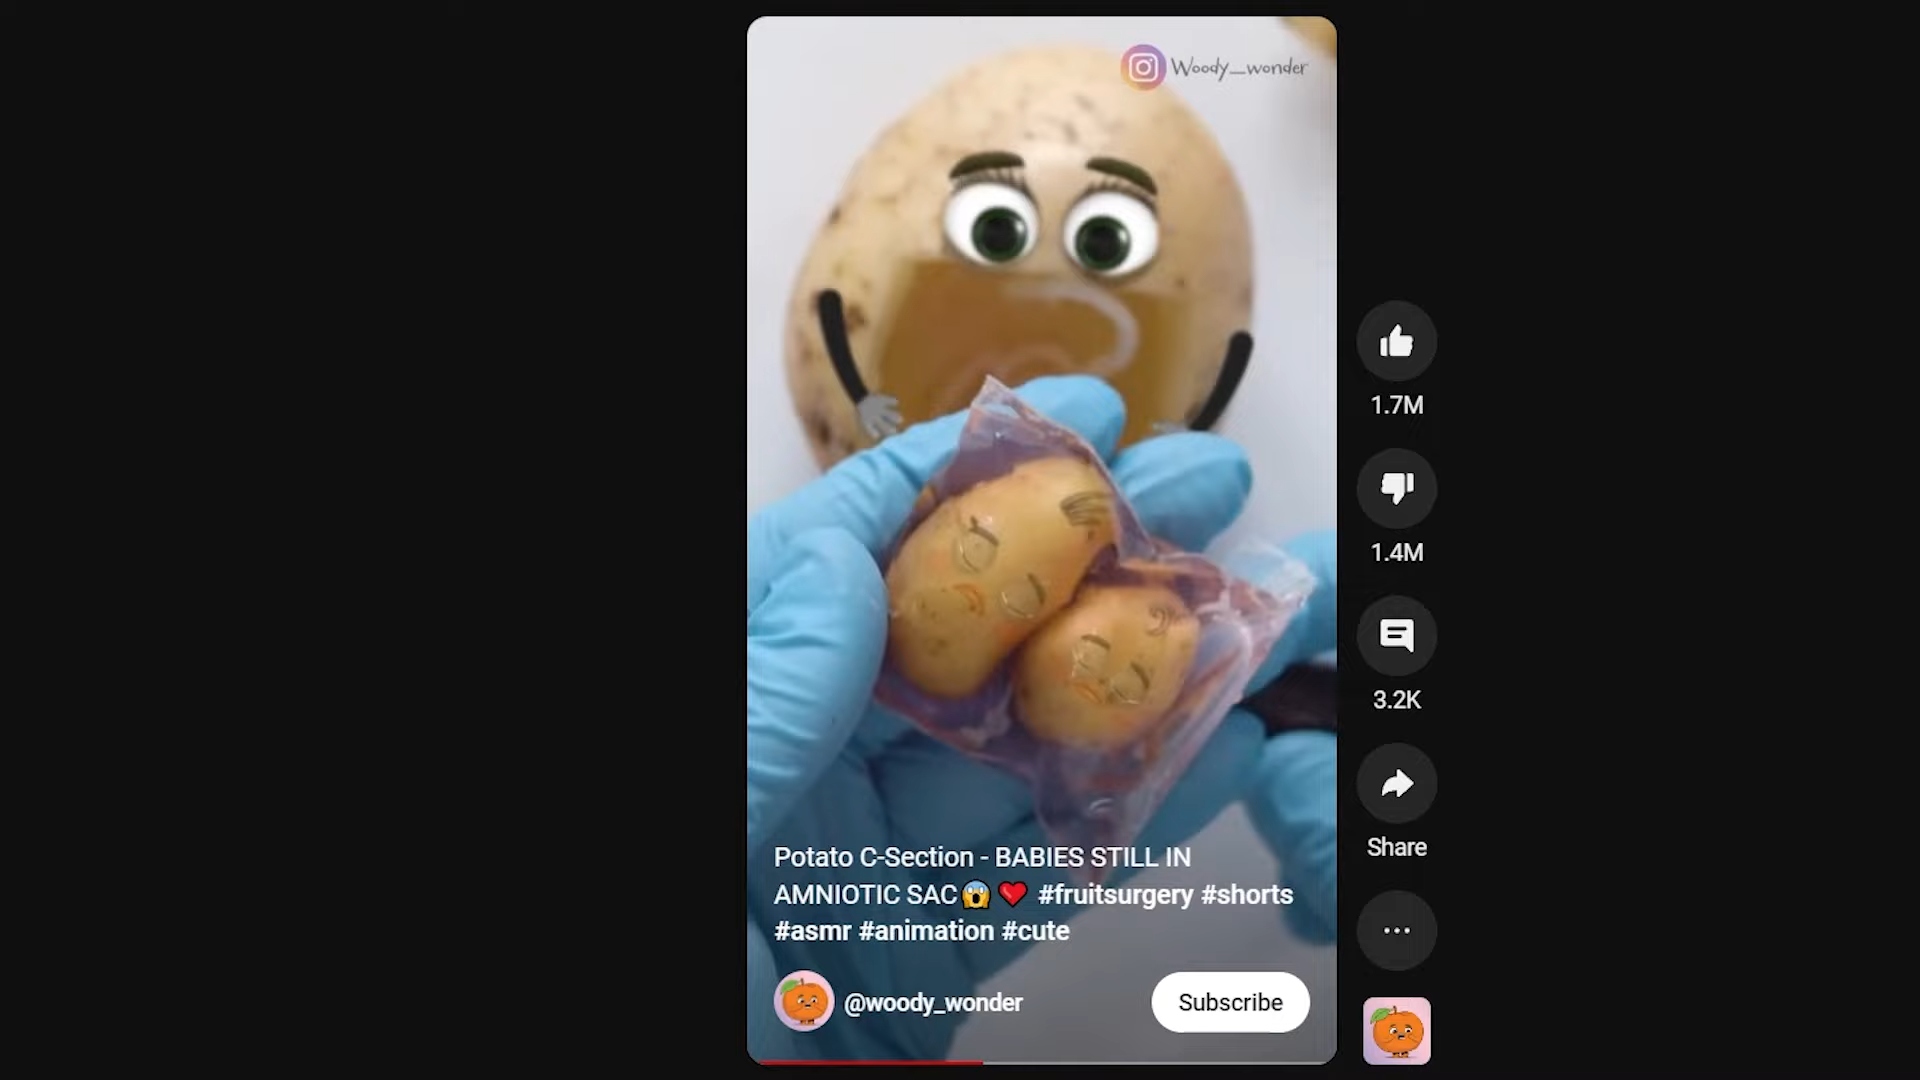 Woody_wonder
1.7M
1.4M
3.2K
Share
Potato C-Section - BABIES STILL IN
AMNIOTIC SAC😱❤️ #fruitsurgery #shorts
#asmr #animation #cute
@woody_wonder
Subscribe